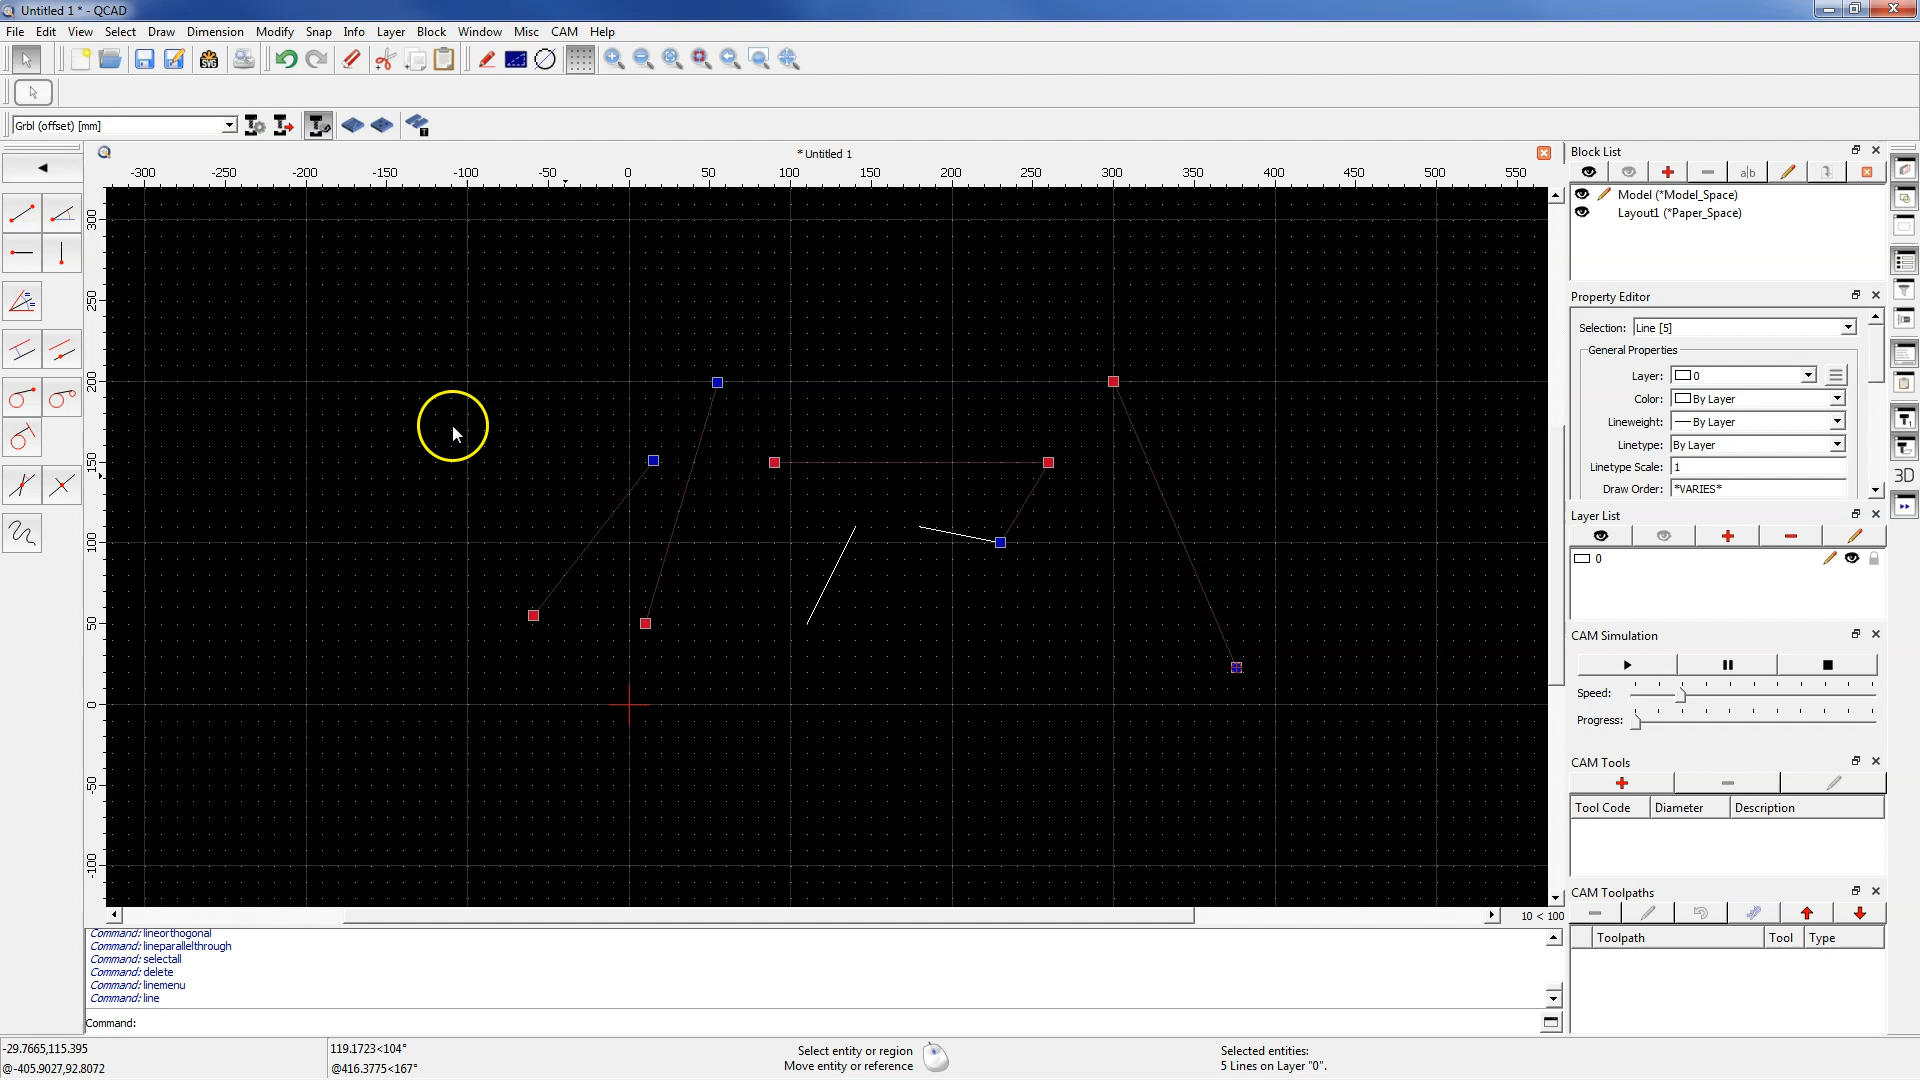 Untitled 1 * - QCAD
File Edit View Select Draw Dimension Modify Snap Info Layer Block Window Misc CAM Help
SVG
Grbl (offset) [mm]
* Untitled 1
-300 -250 -200 -150 -100 -50 0 50 100 150 200 250 300 350 400 450 500 550
300
250
200
150
100
50
0
-50
-100
10 < 100
Command: lineorthogonal
Command: lineparallelthrough
Command: selectall
Command: delete
Command: linemenu
Command: line
Command:
-29.7665,115.395
@-405.9027,92.8072
119.1723<104°
@416.3775<167°
Select entity or region
Move entity or reference
Selected entities:
5 Lines on Layer "0".
Block List
a|b
Model (*Model_Space)
Layout1 (*Paper_Space)
Property Editor
Selection: Line [5]
General Properties
Layer: 0
Color: By Layer
Lineweight: By Layer
Linetype: By Layer
Linetype Scale: 1
Draw Order: *VARIES*
Layer List
0
CAM Simulation
Speed:
Progress:
CAM Tools
Tool Code Diameter Description
CAM Toolpaths
Toolpath Tool Type
3D